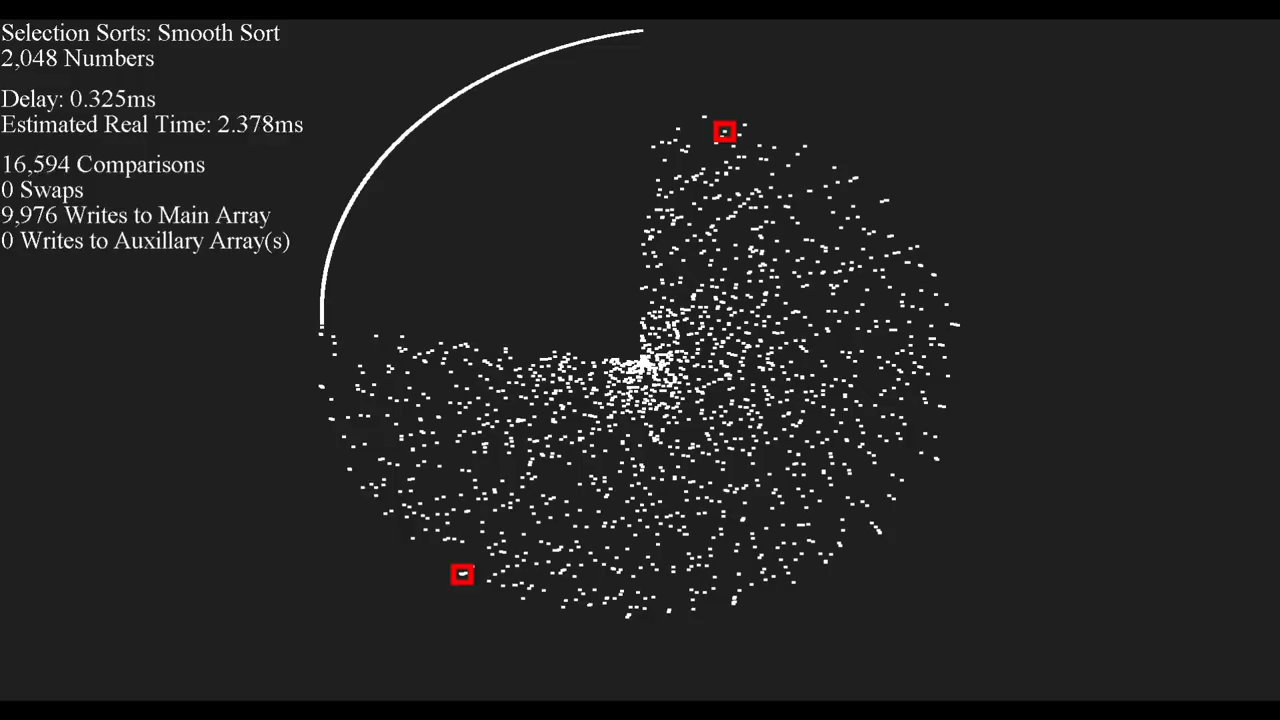 Selection Sorts: Smooth Sort
2,048 Numbers
Delay: 0.325ms
Estimated Real Time: 2.378ms
16,594 Comparisons
0 Swaps
9,976 Writes to Main Array
0 Writes to Auxillary Array(s)